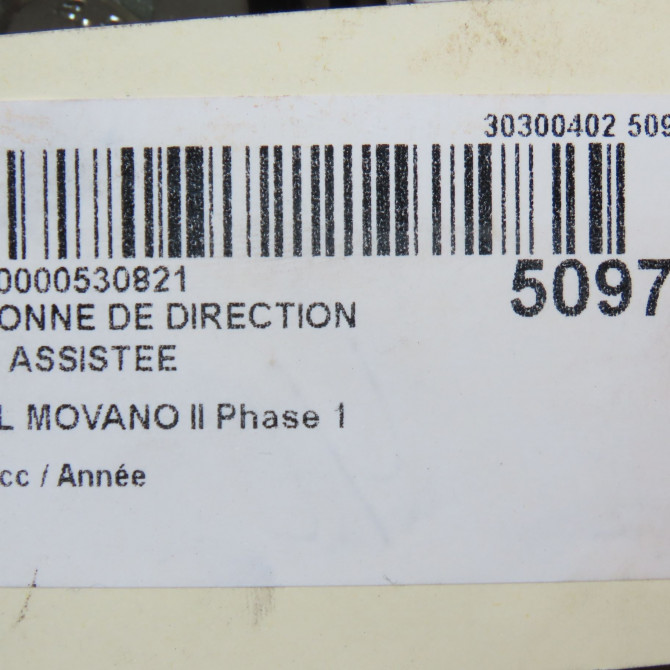 30300402 509
0000530821
5097
ONNE DE DIRECTION
ASSISTEE
L MOVANO II Phase 1
cc / Année